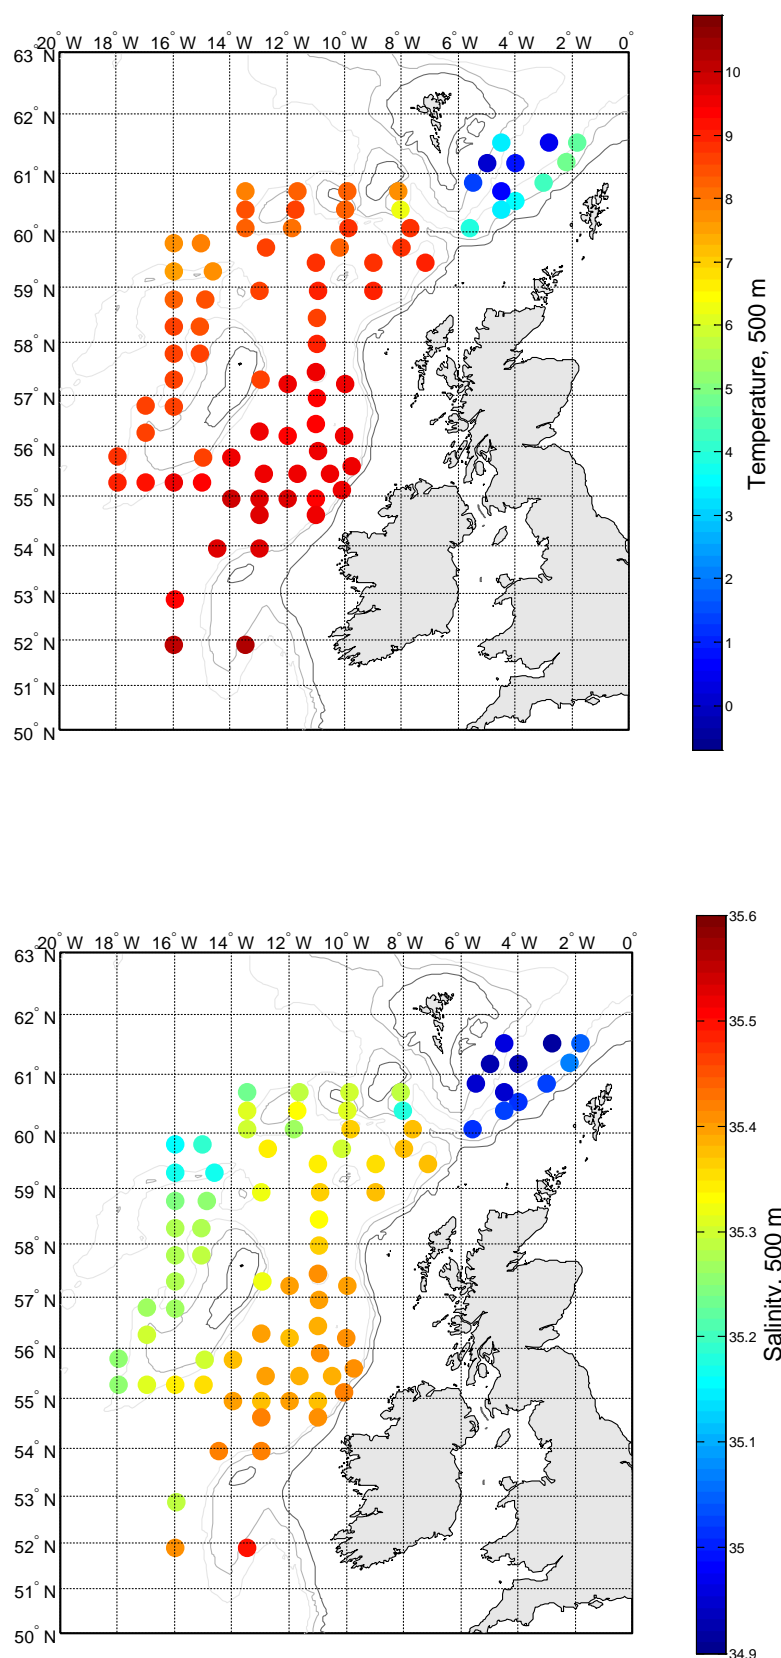 20° W 18° W 16° W 14° W 12° W 10° W 8° W 6° W 4° W 2° W 0°
63° N
62° N
61° N
60° N
59° N
58° N
57° N
56° N
55° N
54° N
53° N
52° N
51° N
50° N
10
9
8
7
6
5
4
3
2
1
0
Temperature, 500 m
20° W 18° W 16° W 14° W 12° W 10° W 8° W 6° W 4° W 2° W 0°
63° N
62° N
61° N
60° N
59° N
58° N
57° N
56° N
55° N
54° N
53° N
52° N
51° N
50° N
35.6
35.5
35.4
35.3
35.2
35.1
35
34.9
Salinity, 500 m